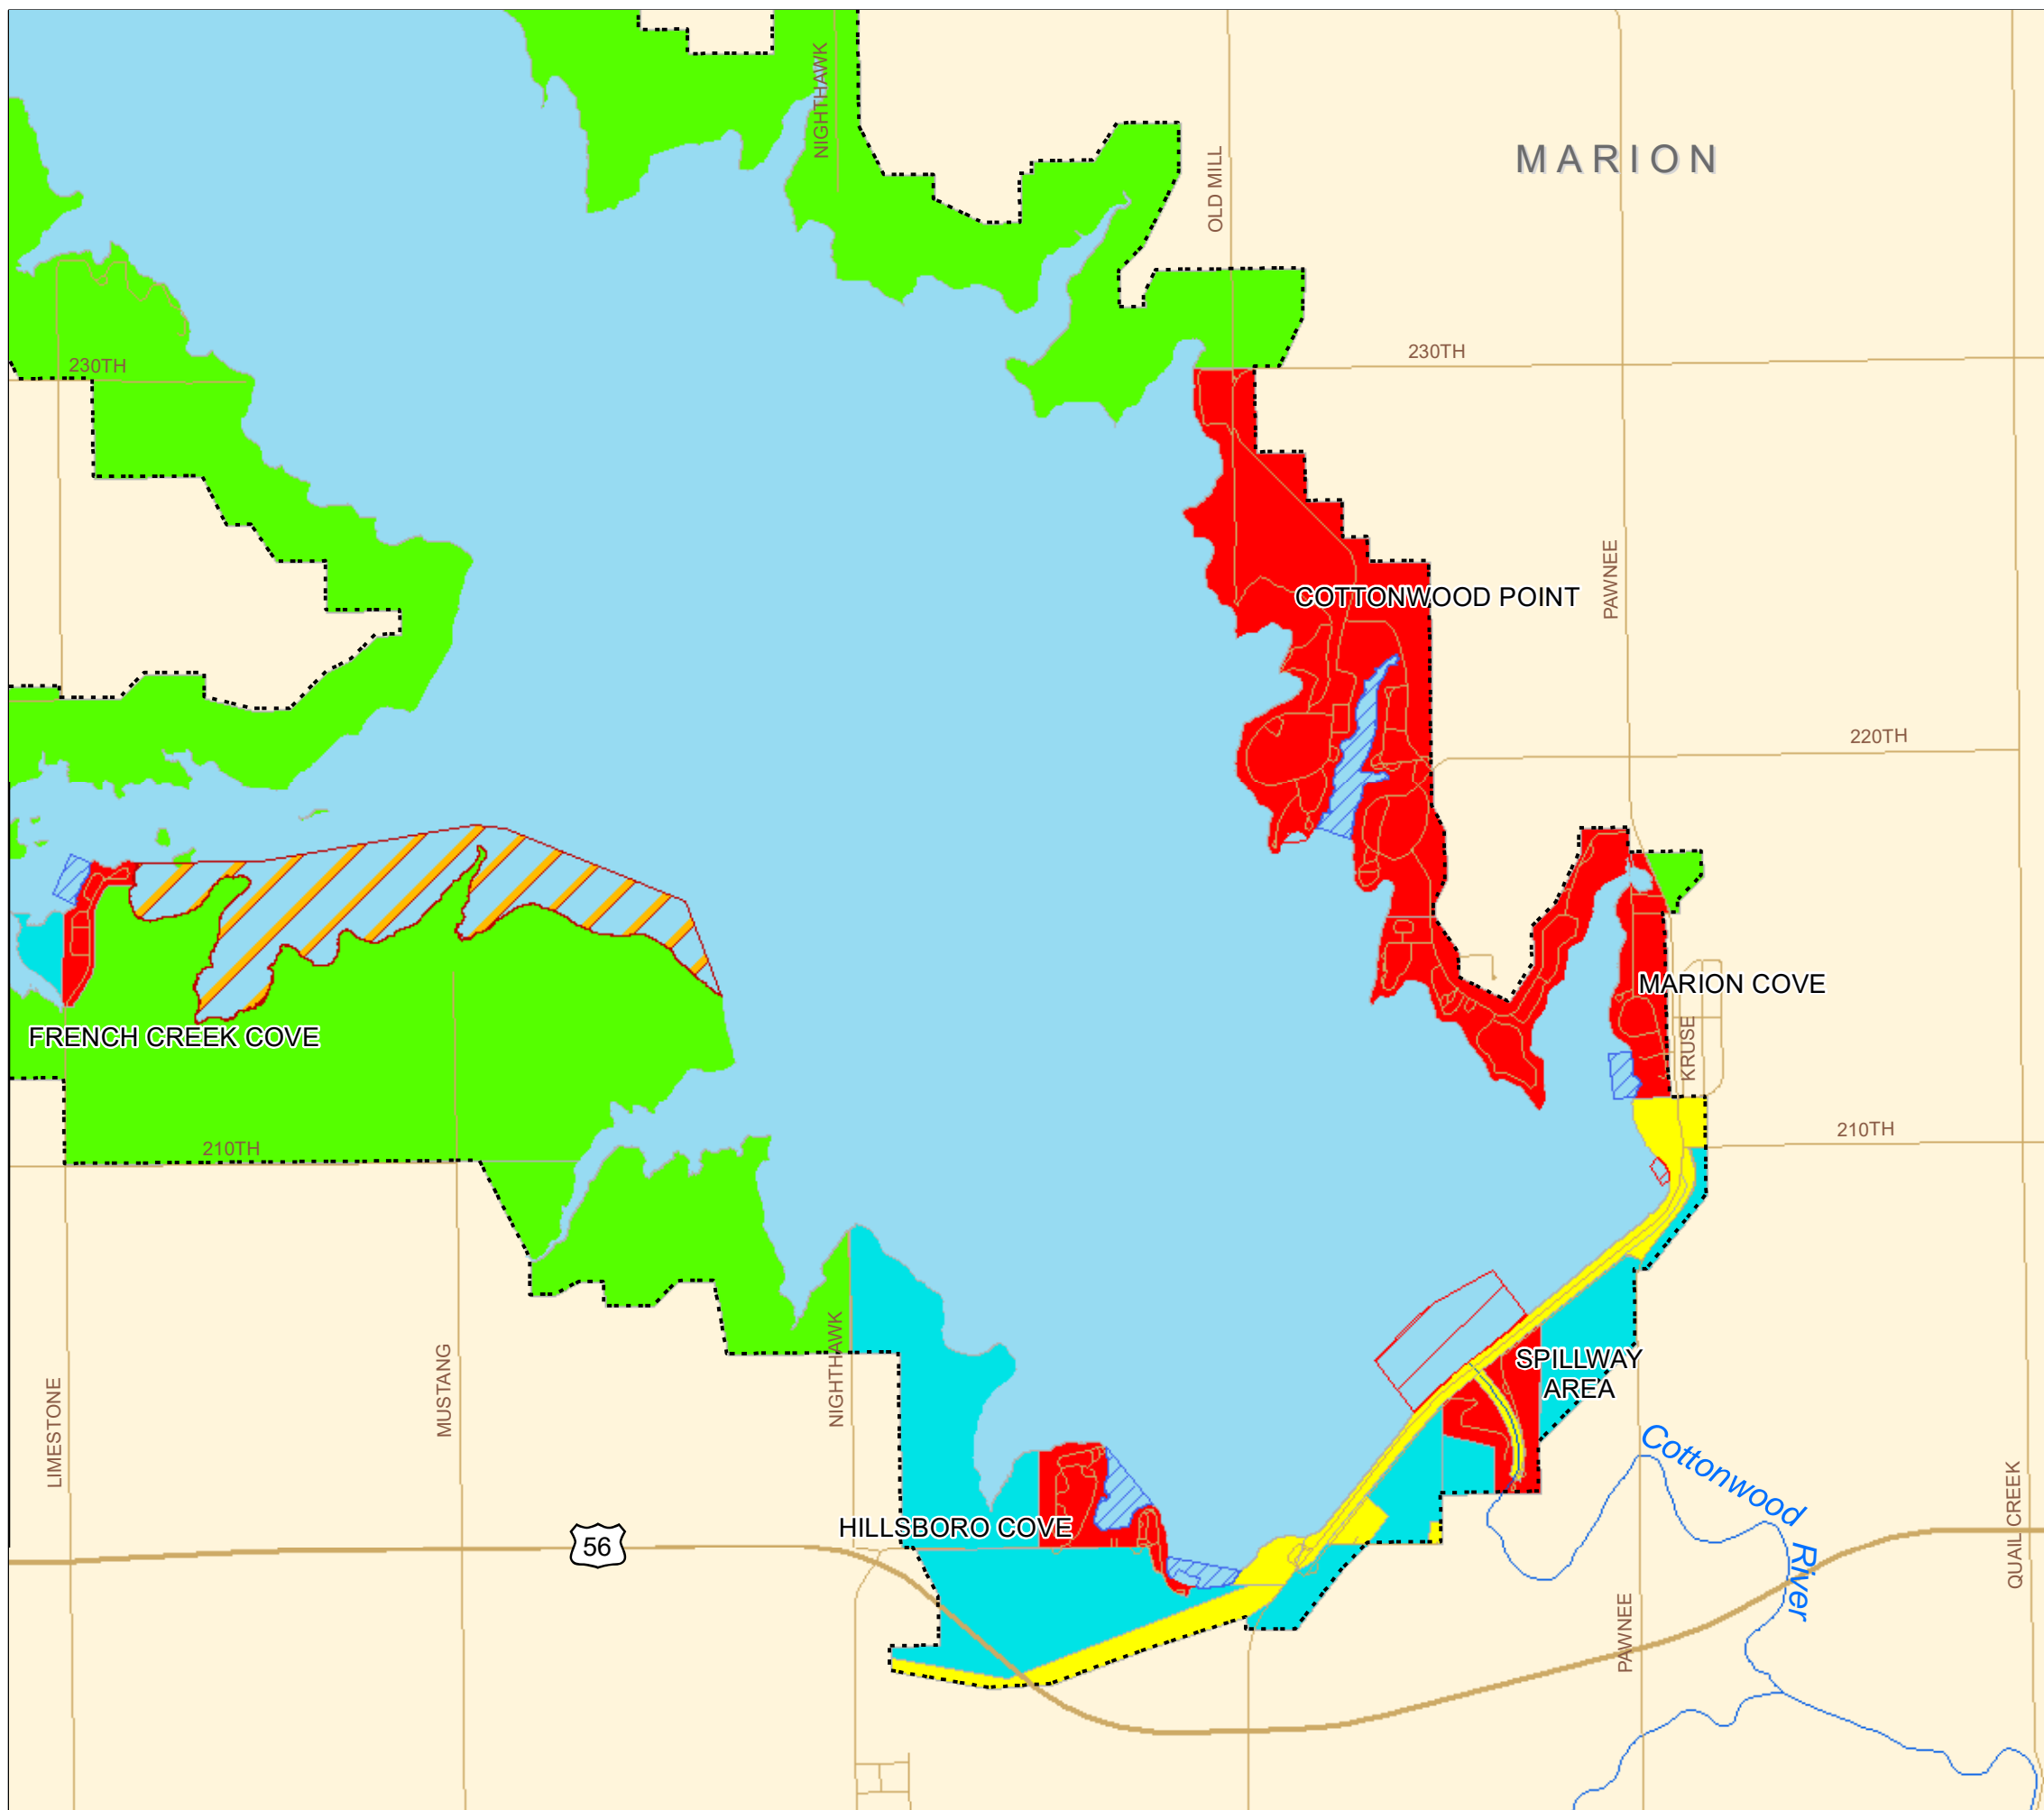 NIGHTHAWK
MARION
OLD MILL
230TH
230TH
PAWNEE
COTTONWOOD POINT
220TH
MARION COVE
FRENCH CREEK COVE
KRUSE
210TH
210TH
LIMESTONE
MUSTANG
NIGHTHAWK
SPILLWAY
AREA
Cottonwood
River
HILLSBORO COVE
56
QUAIL CREEK
PAWNEE